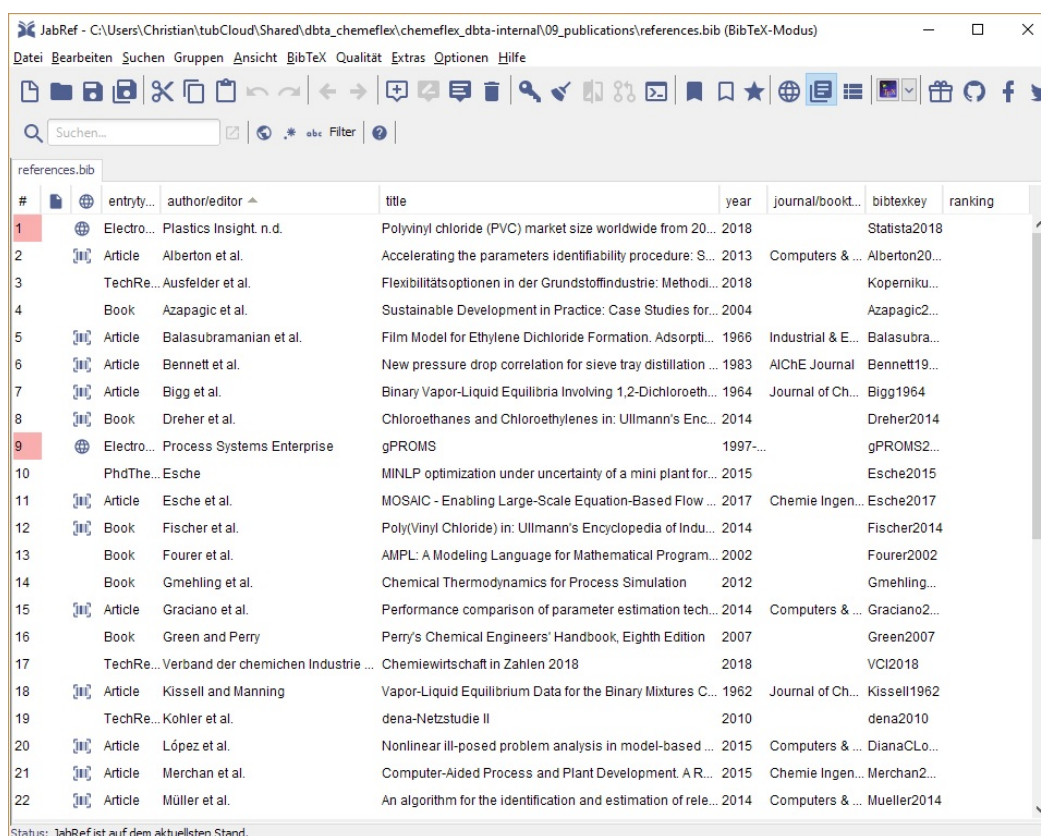 JabRef - C:\Users\Christian\tubCloud\Shared\dbta_chemeflex\chemeflex_dbta-internal\09_publications\references.bib (BibTeX-Modus)
Datei Bearbeiten Suchen Gruppen Ansicht BibTeX Qualität Extras Optionen Hilfe
Suchen... Filter
references.bib
# entryty... author/editor title year journal/bookt... bibtexkey ranking
1 Electro... Plastics Insight. n.d. Polyvinyl chloride (PVC) market size worldwide from 20... 2018 Statista2018
2 Article Alberton et al. Accelerating the parameters identifiability procedure: S... 2013 Computers & ... Alberton20...
3 TechRe... Ausfelder et al. Flexibilitätsoptionen in der Grundstoffindustrie: Methodi... 2018 Koperniku...
4 Book Azapagic et al. Sustainable Development in Practice: Case Studies for... 2004 Azapagic2...
5 Article Balasubramanian et al. Film Model for Ethylene Dichloride Formation. Adsorpti... 1966 Industrial & E... Balasubra...
6 Article Bennett et al. New pressure drop correlation for sieve tray distillation ... 1983 AIChE Journal Bennett19...
7 Article Bigg et al. Binary Vapor-Liquid Equilibria Involving 1,2-Dichloroeth... 1964 Journal of Ch... Bigg1964
8 Book Dreher et al. Chloroethanes and Chloroethylenes in: Ullmann's Enc... 2014 Dreher2014
9 Electro... Process Systems Enterprise gPROMS 1997-... gPROMS2...
10 PhdThe... Esche MINLP optimization under uncertainty of a mini plant for... 2015 Esche2015
11 Article Esche et al. MOSAIC - Enabling Large-Scale Equation-Based Flow ... 2017 Chemie Ingen... Esche2017
12 Book Fischer et al. Poly(Vinyl Chloride) in: Ullmann's Encyclopedia of Indu... 2014 Fischer2014
13 Book Fourer et al. AMPL: A Modeling Language for Mathematical Program... 2002 Fourer2002
14 Book Gmehling et al. Chemical Thermodynamics for Process Simulation 2012 Gmehling...
15 Article Graciano et al. Performance comparison of parameter estimation tech... 2014 Computers & ... Graciano2...
16 Book Green and Perry Perry's Chemical Engineers' Handbook, Eighth Edition 2007 Green2007
17 TechRe... Verband der chemichen Industrie ... Chemiewirtschaft in Zahlen 2018 2018 VCI2018
18 Article Kissell and Manning Vapor-Liquid Equilibrium Data for the Binary Mixtures C... 1962 Journal of Ch... Kissell1962
19 TechRe... Kohler et al. dena-Netzstudie II 2010 dena2010
20 Article López et al. Nonlinear ill-posed problem analysis in model-based ... 2015 Computers & ... DianaCLo...
21 Article Merchan et al. Computer-Aided Process and Plant Development. A R... 2015 Chemie Ingen... Merchan2...
22 Article Müller et al. An algorithm for the identification and estimation of rele... 2014 Computers & ... Mueller2014
Status: JabRef ist auf dem aktuellsten Stand.